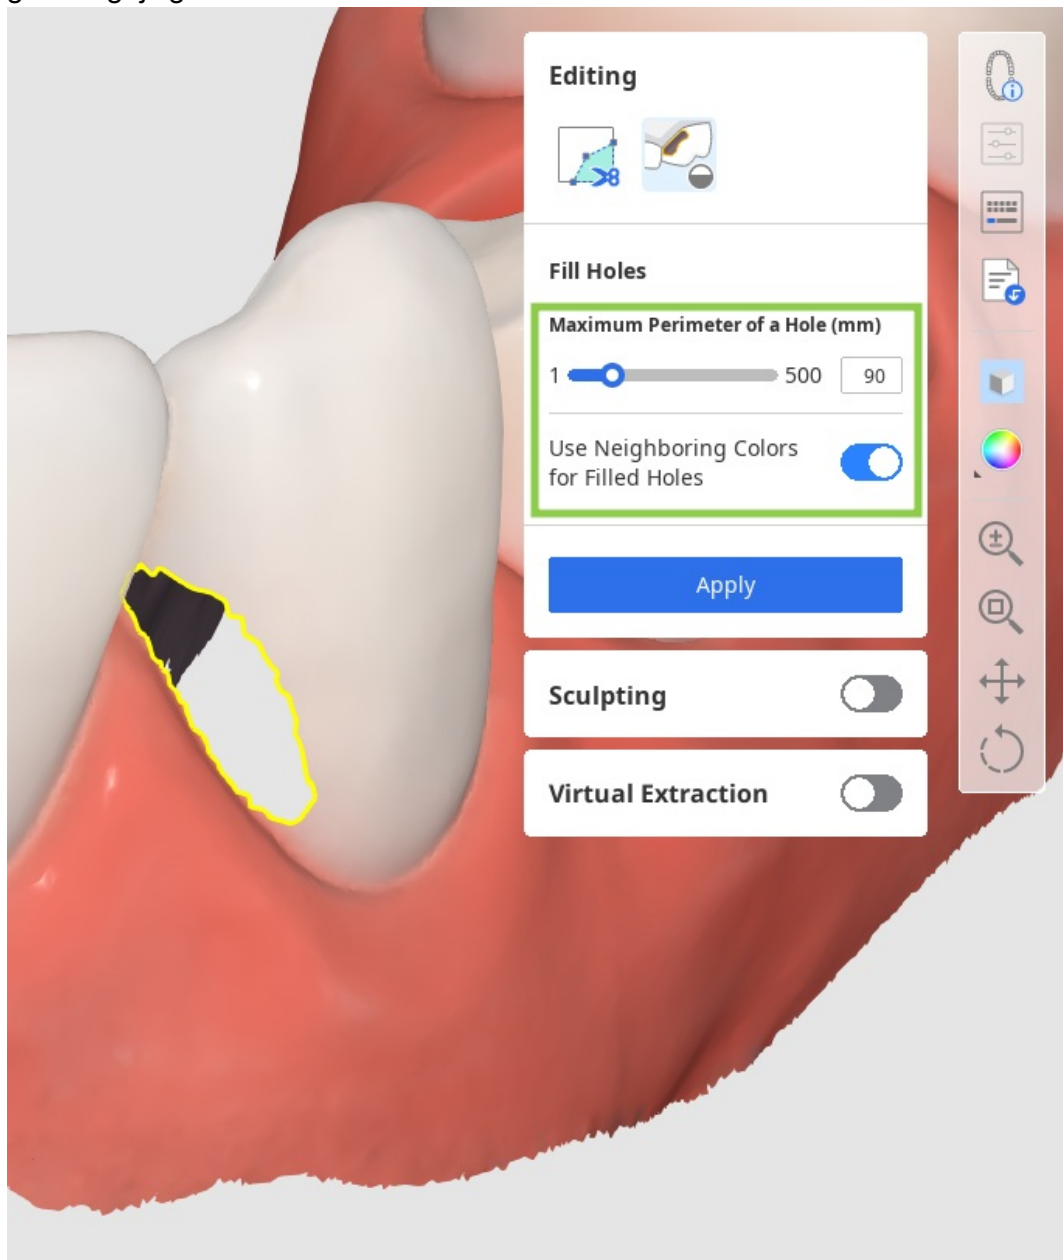 Editing
Fill Holes
Maximum Perimeter of a Hole (mm)
1 500 90
Use Neighboring Colors
for Filled Holes
Apply
Sculpting
Virtual Extraction